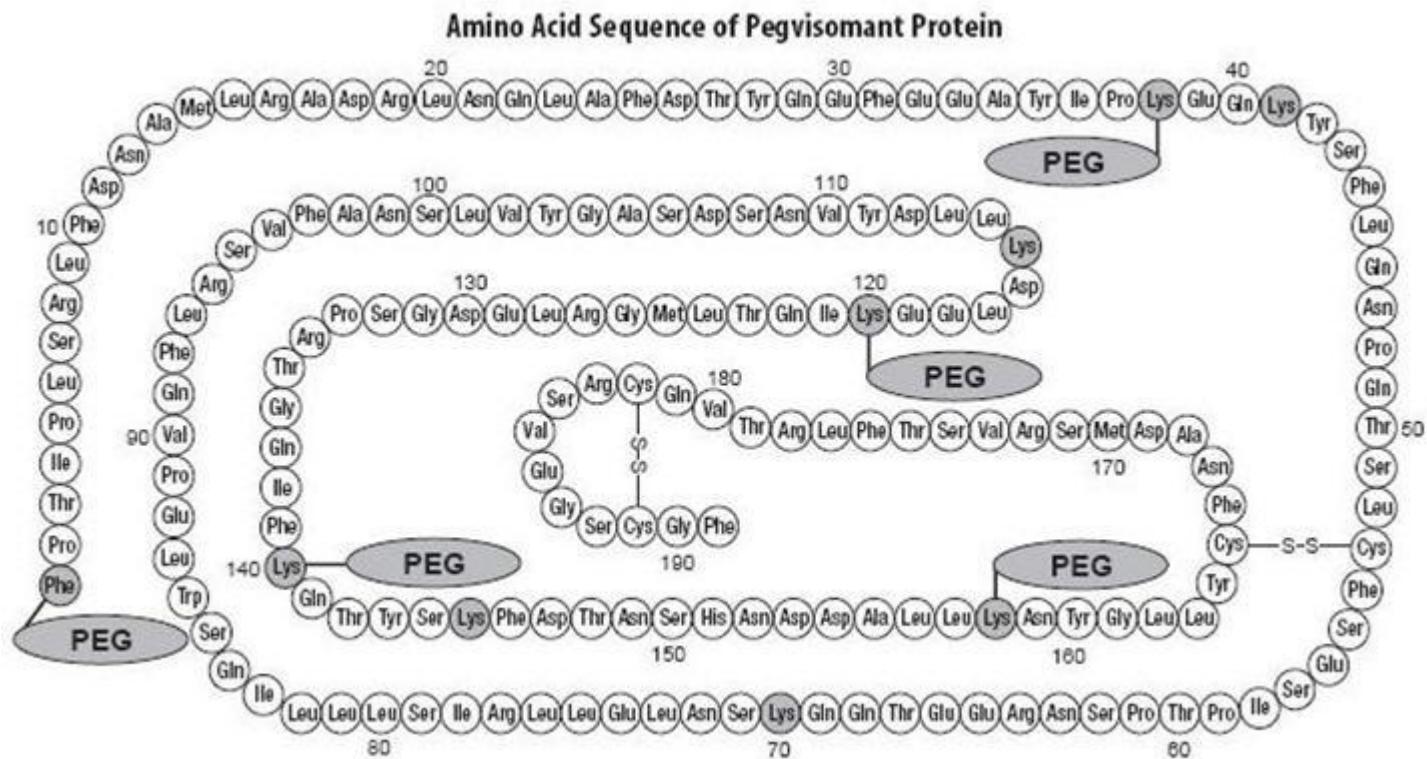 Amino Acid Sequence of Pegvisomant Protein
PEG
Phe Pro Thr Ile Pro Leu Ser Arg Leu Phe Asp Asn Ala Met
10
20 30 40
Leu Arg Ala Asp Arg Leu Asn Gln Leu Ala Phe Asp Thr Tyr Gln Glu Phe Glu Glu Ala Tyr Ile Pro Lys Glu Gln Lys
PEG
Tyr Ser Phe Leu Gln Asn Pro Gln Thr Ser Leu Cys Phe Ser Glu Ser Ile
50
S-S
Pro Thr Pro Ser Asn Arg Glu Glu Thr Gln Gln Lys Ser Asn Leu Glu Leu Leu Arg Ile Ser Leu Leu Leu
60 70 80
Ile Gln Ser Trp Leu Glu Pro Val Gln Phe Leu Arg Ser Val
90
100 110
Phe Ala Asn Ser Leu Val Tyr Gly Ala Ser Asp Ser Asn Val Tyr Asp Leu Leu
Lys Asp
120 130
Leu Glu Glu Lys Ile Gln Thr Leu Met Gly Arg Leu Glu Asp Gly Ser Pro
PEG
Arg Thr Gly Gln Ile Phe Lys Gln
140
PEG
Thr Tyr Ser Lys Phe Asp Thr Asn Ser His Asn Asp Asp Ala Leu Leu Lys Asn Tyr Gly Leu Leu
150 160
PEG
Tyr Cys Phe Asn Ala
Asp Met Ser Arg Val Ser Thr Phe Leu Arg Thr Val Gln Cys Arg Ser Val Glu Gly Ser Cys Gly Phe
170 180 190
S-S